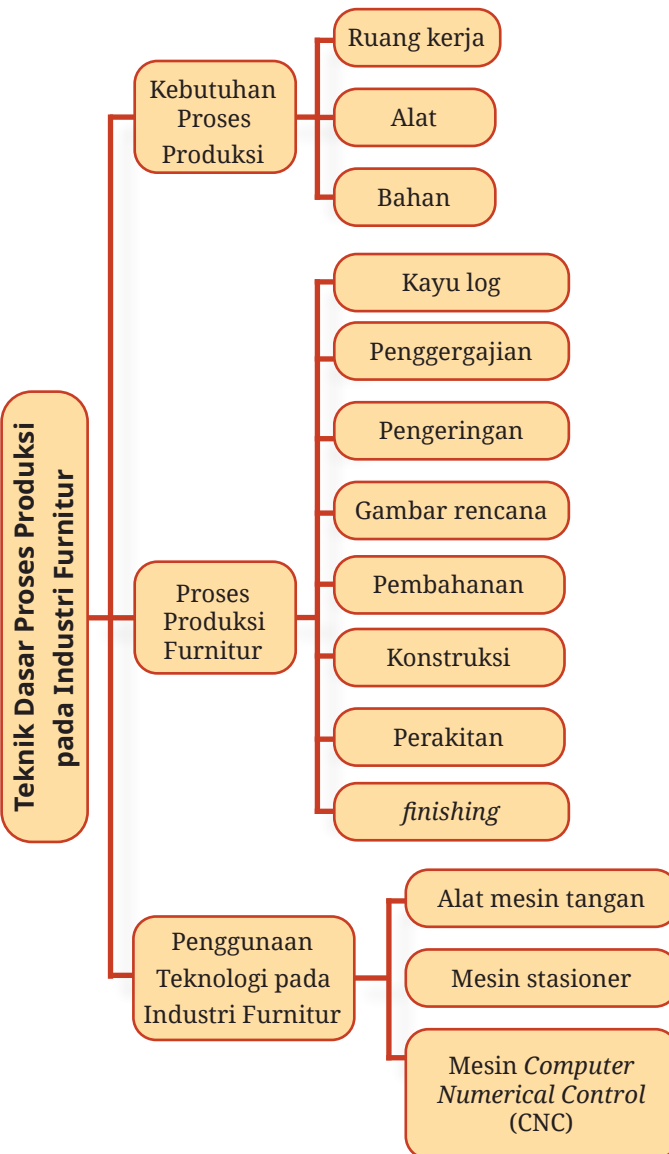 Teknik Dasar Proses Produksi
pada Industri Furnitur
Kebutuhan
Proses
Produksi
Ruang kerja
Alat
Bahan
Proses
Produksi
Furnitur
Kayu log
Penggergajian
Pengeringan
Gambar rencana
Pembahanan
Konstruksi
Perakitan
finishing
Penggunaan
Teknologi pada
Industri Furnitur
Alat mesin tangan
Mesin stasioner
Mesin Computer
Numerical Control
(CNC)